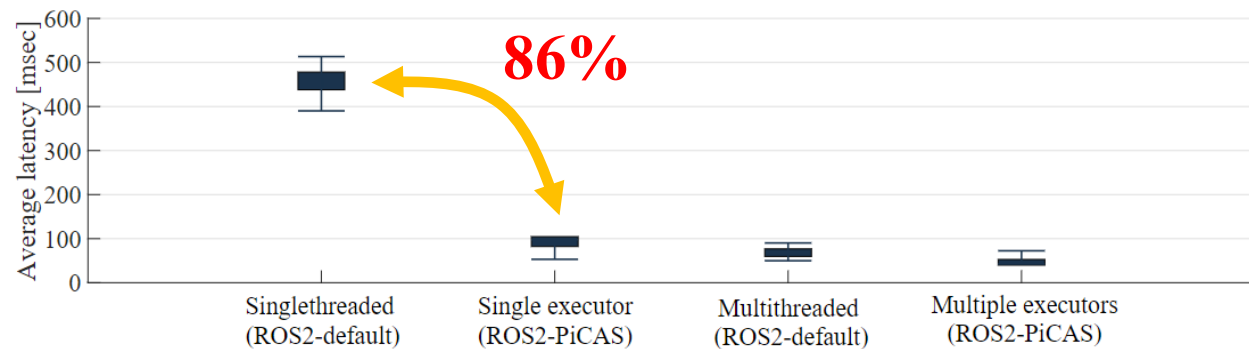 Average latency [msec]
600
500
400
300
200
100
0
86%
Singlethreaded
(ROS2-default)
Single executor
(ROS2-PiCAS)
Multithreaded
(ROS2-default)
Multiple executors
(ROS2-PiCAS)